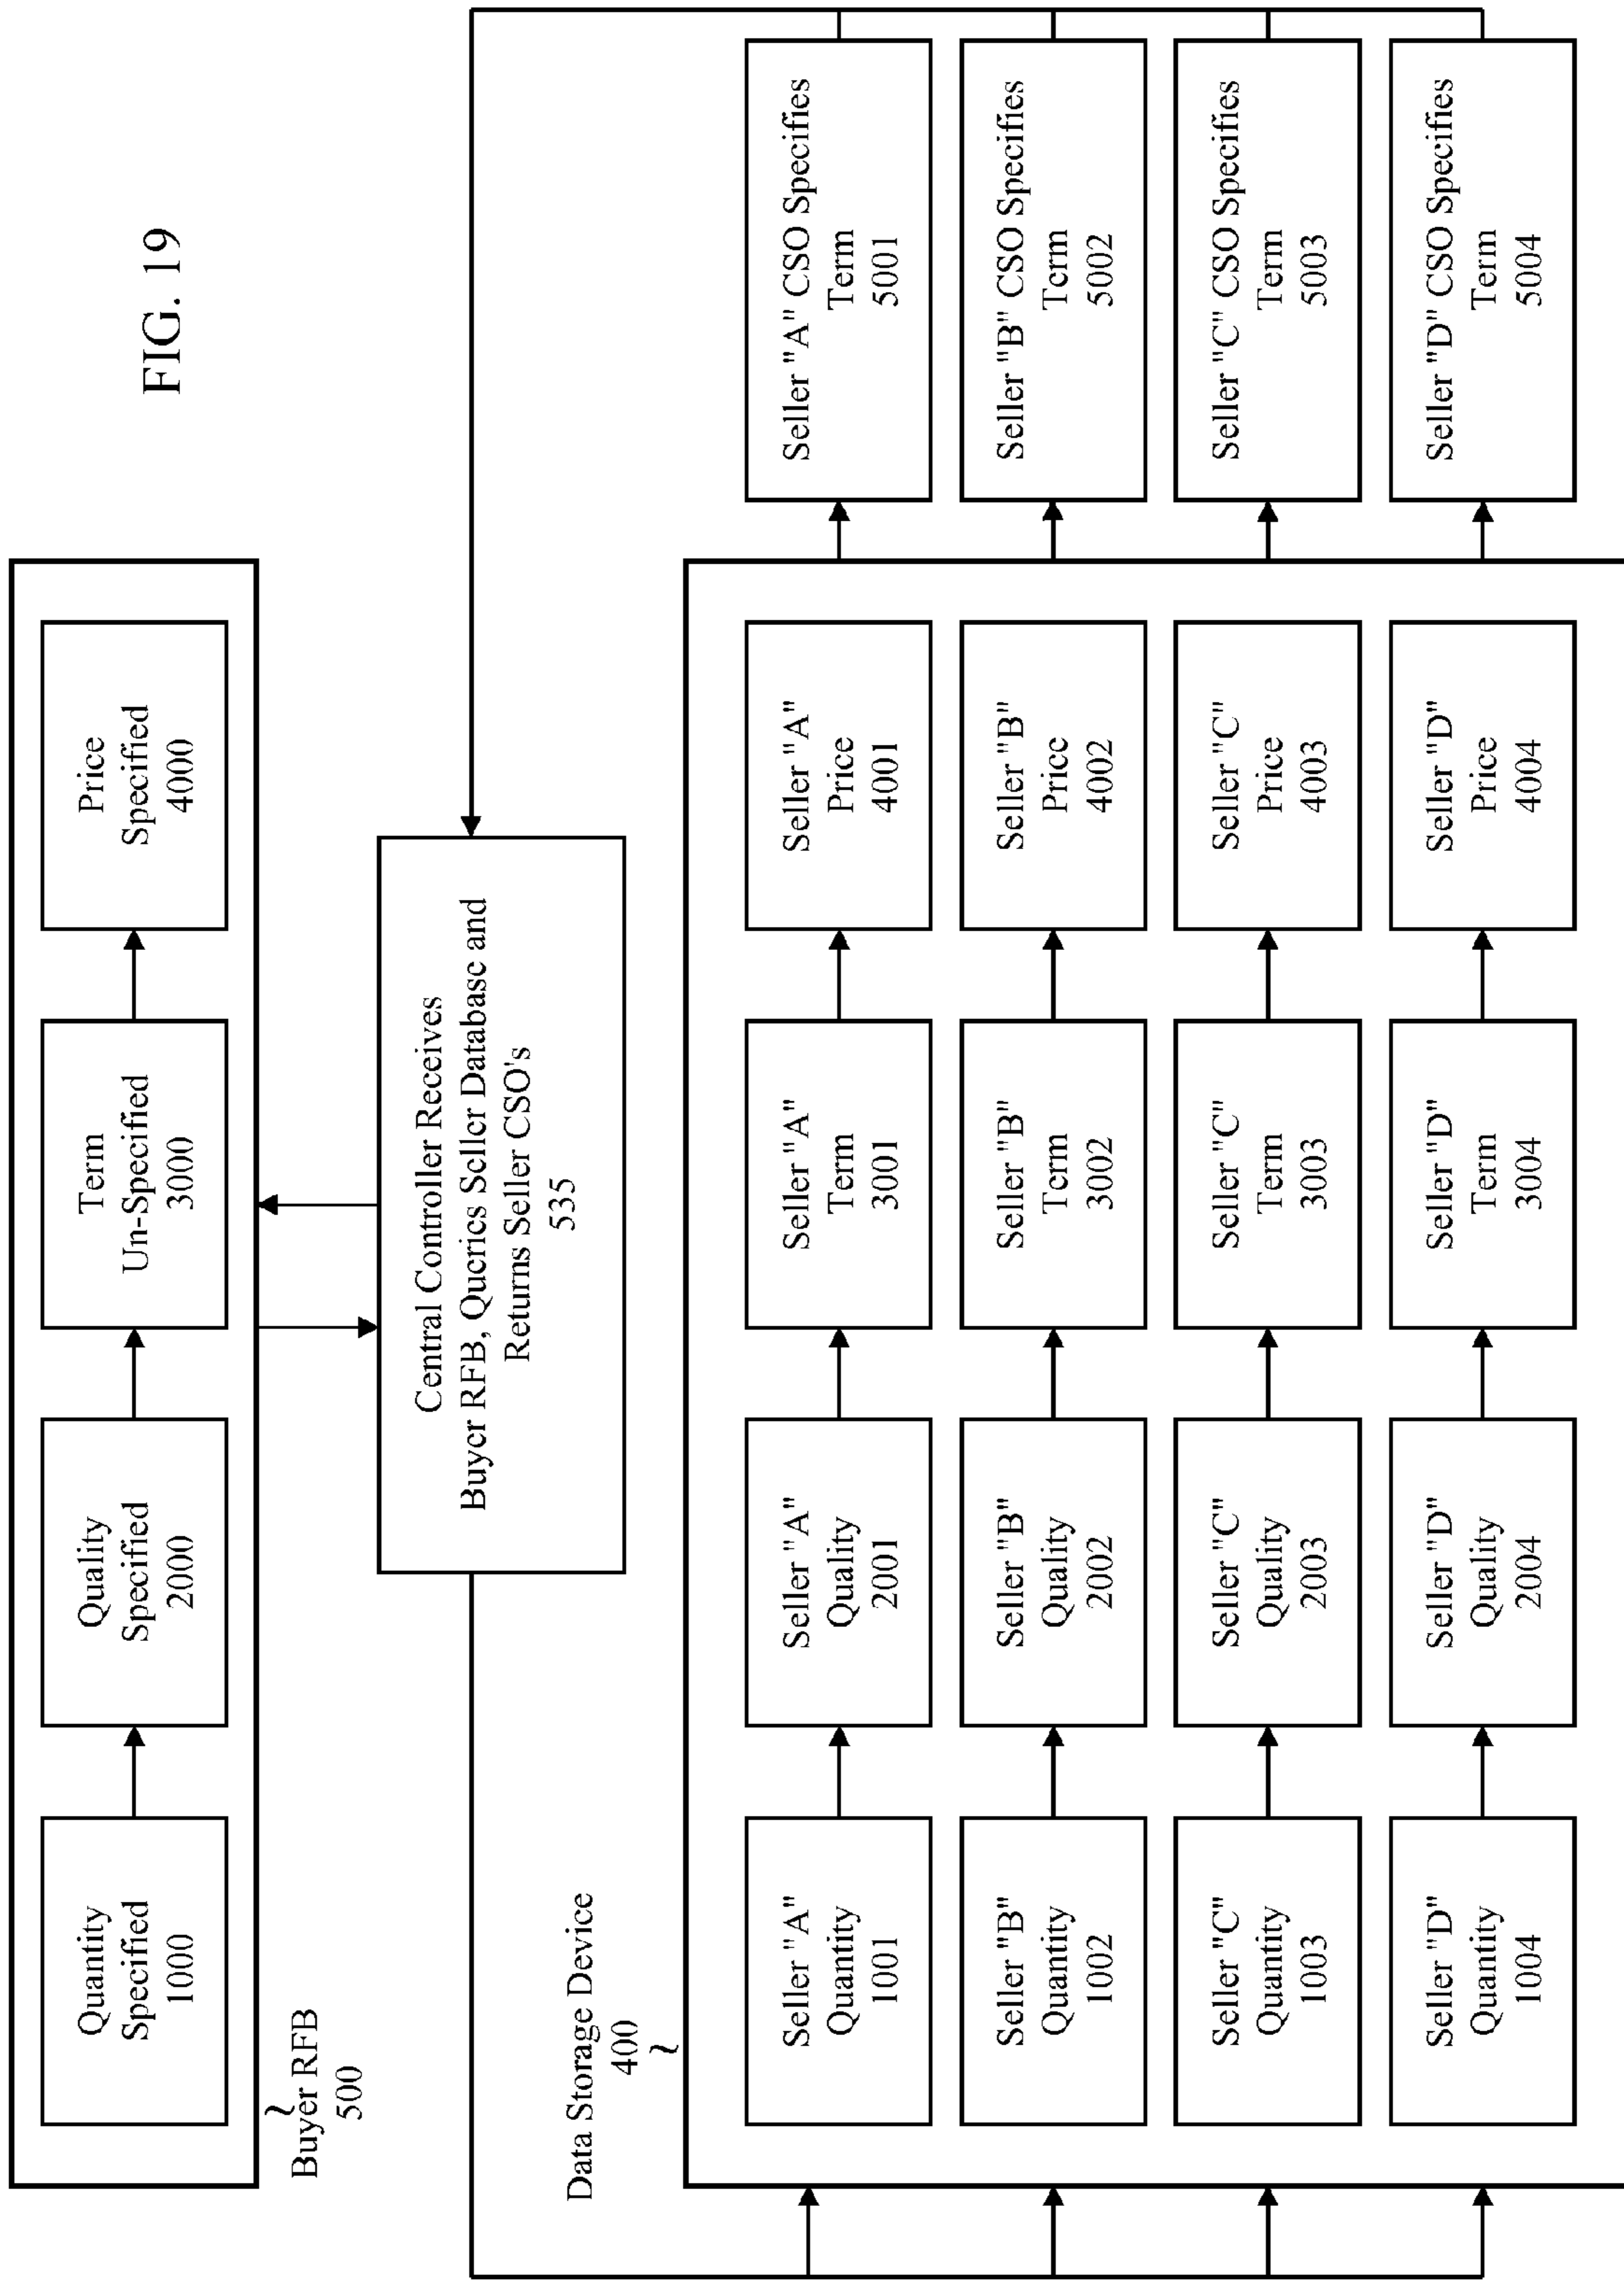 FIG. 19
Quantity
Specified
1000
Quality
Specified
2000
Term
Un-Specified
3000
Price
Specified
4000
Buyer RFB
500
Central Controller Receives
Buyer RFB, Queries Seller Database and
Returns Seller CSO's
535
Data Storage Device
400
Seller "A"
Quantity
1001
Seller "A"
Quality
2001
Seller "A"
Term
3001
Seller "A"
Price
4001
Seller "A" CSO Specifies
Term
5001
Seller "B"
Quantity
1002
Seller "B"
Quality
2002
Seller "B"
Term
3002
Seller "B"
Price
4002
Seller "B" CSO Specifies
Term
5002
Seller "C"
Quantity
1003
Seller "C"
Quality
2003
Seller "C"
Term
3003
Seller "C"
Price
4003
Seller "C" CSO Specifies
Term
5003
Seller "D"
Quantity
1004
Seller "D"
Quality
2004
Seller "D"
Term
3004
Seller "D"
Price
4004
Seller "D" CSO Specifies
Term
5004